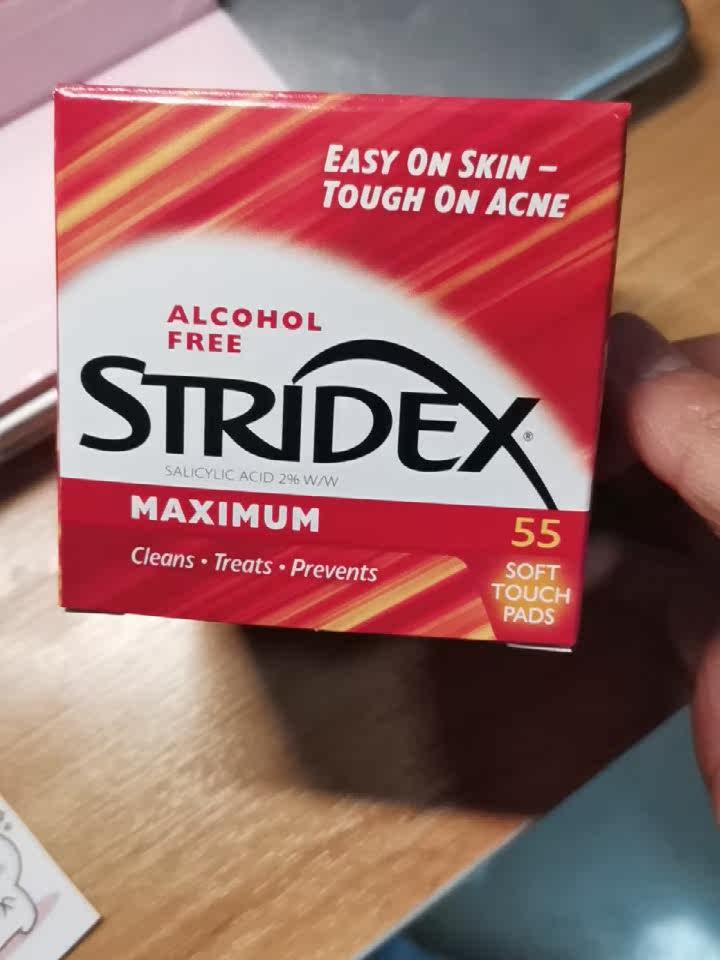 EASY ON SKIN –
TOUGH ON ACNE
ALCOHOL
FREE
STRIDEX®
SALICYLIC ACID 2% W/W
MAXIMUM
55
Cleans • Treats • Prevents
SOFT
TOUCH
PADS